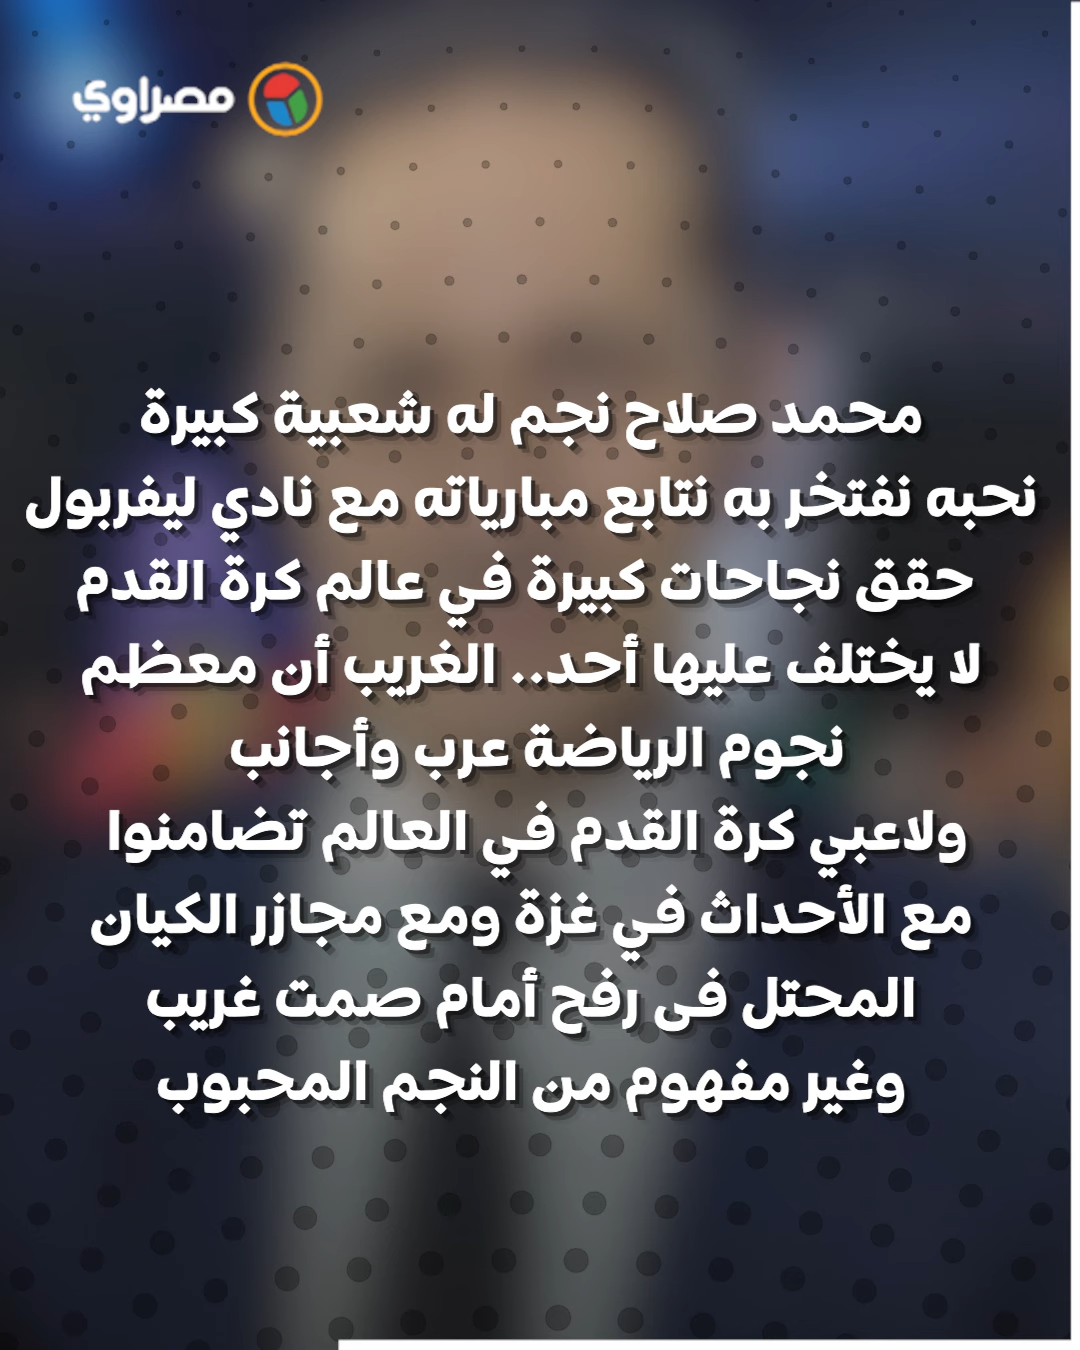 مصراوي
محمد صلاح نجم له شعبية كبيرة
نحبه نفتخر به نتابع مبارياته مع نادي ليفربول
حقق نجاحات كبيرة في عالم كرة القدم
لا يختلف عليها أحد.. الغريب أن معظم
نجوم الرياضة عرب وأجانب
ولاعبي كرة القدم في العالم تضامنوا
مع الأحداث في غزة ومع مجازر الكيان
المحتل فى رفح أمام صمت غريب
وغير مفهوم من النجم المحبوب